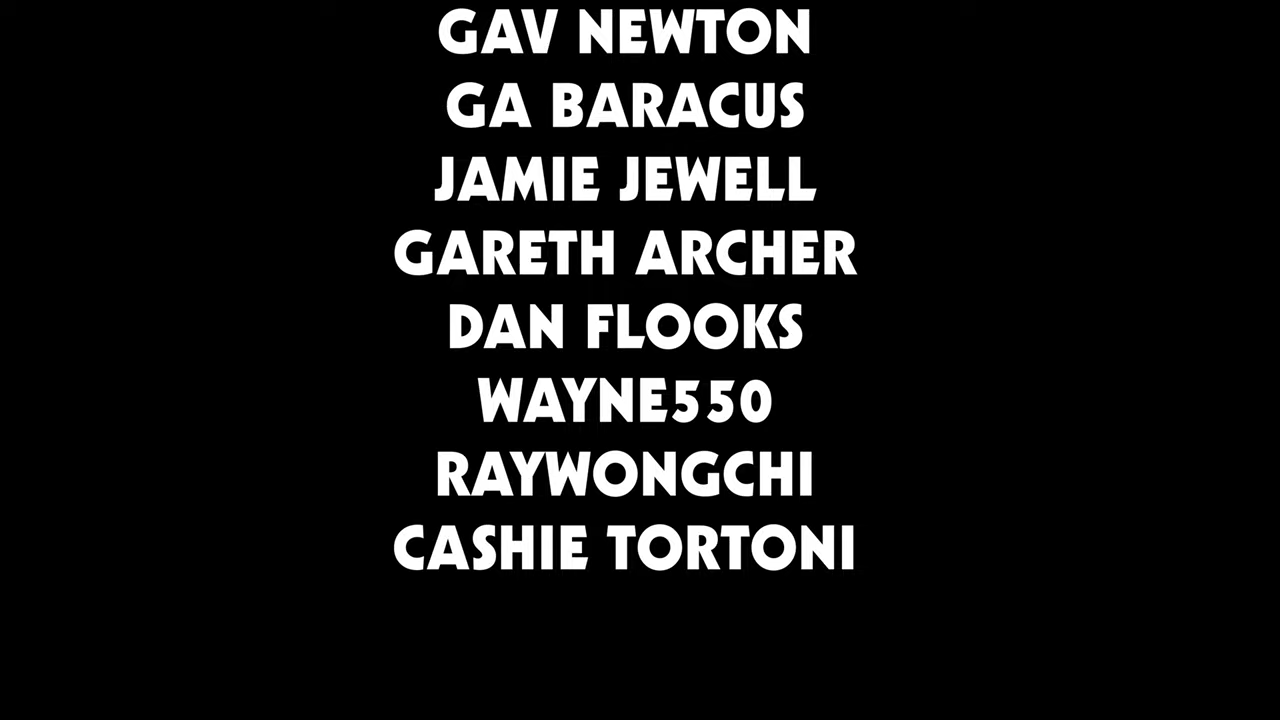 GAV NEWTON
GA BARACUS
JAMIE JEWELL
GARETH ARCHER
DAN FLOOKS
WAYNE550
RAYWONGCHI
CASHIE TORTONI